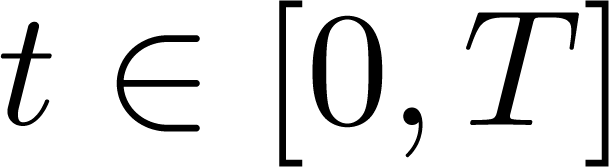 t ∈ [0, T]